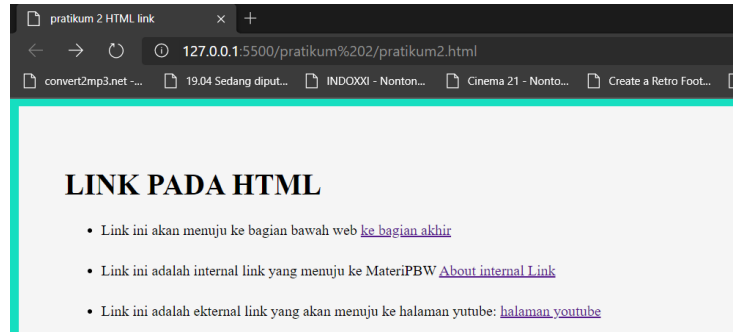 pratikum 2 HTML link
127.0.0.1:5500/pratikum%202/pratikum2.html
convert2mp3.net -... 19.04 Sedang diput... INDOXXI - Nonton... Cinema 21 - Nonto... Create a Retro Foot...
LINK PADA HTML
• Link ini akan menuju ke bagian bawah web ke bagian akhir
• Link ini adalah internal link yang menuju ke MateriPBW About internal Link
• Link ini adalah ekternal link yang akan menuju ke halaman yutube: halaman youtube